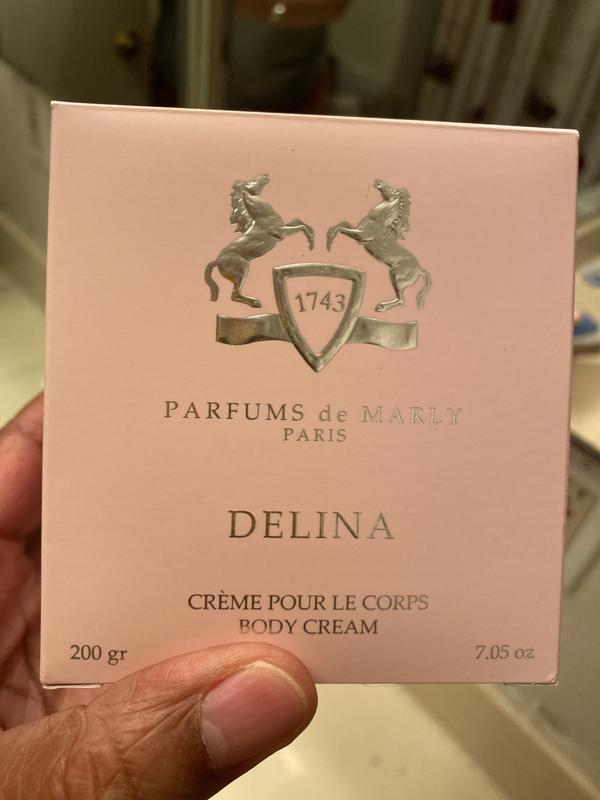 1743
PARFUMS de MARLY
PARIS
DELINA
CRÈME POUR LE CORPS
BODY CREAM
200 gr 7.05 oz